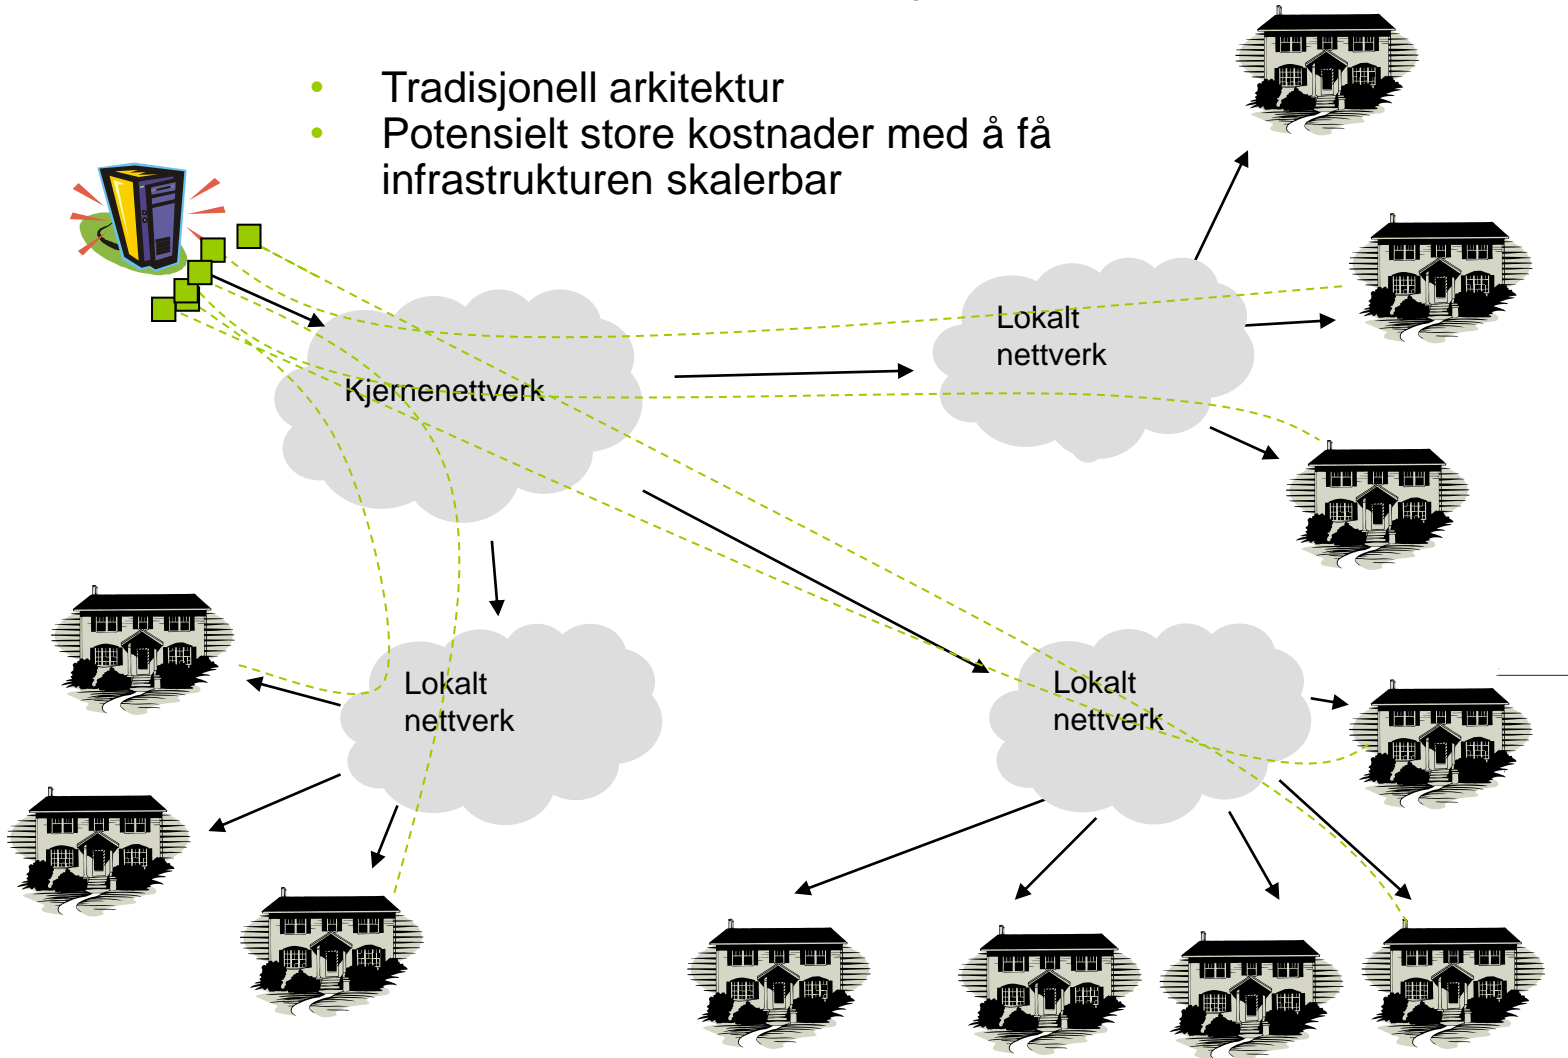 • Tradisjonell arkitektur
• Potensielt store kostnader med å få
infrastrukturen skalerbar
Lokalt
nettverk
Kjernenettverk
Lokalt
nettverk
Lokalt
nettverk